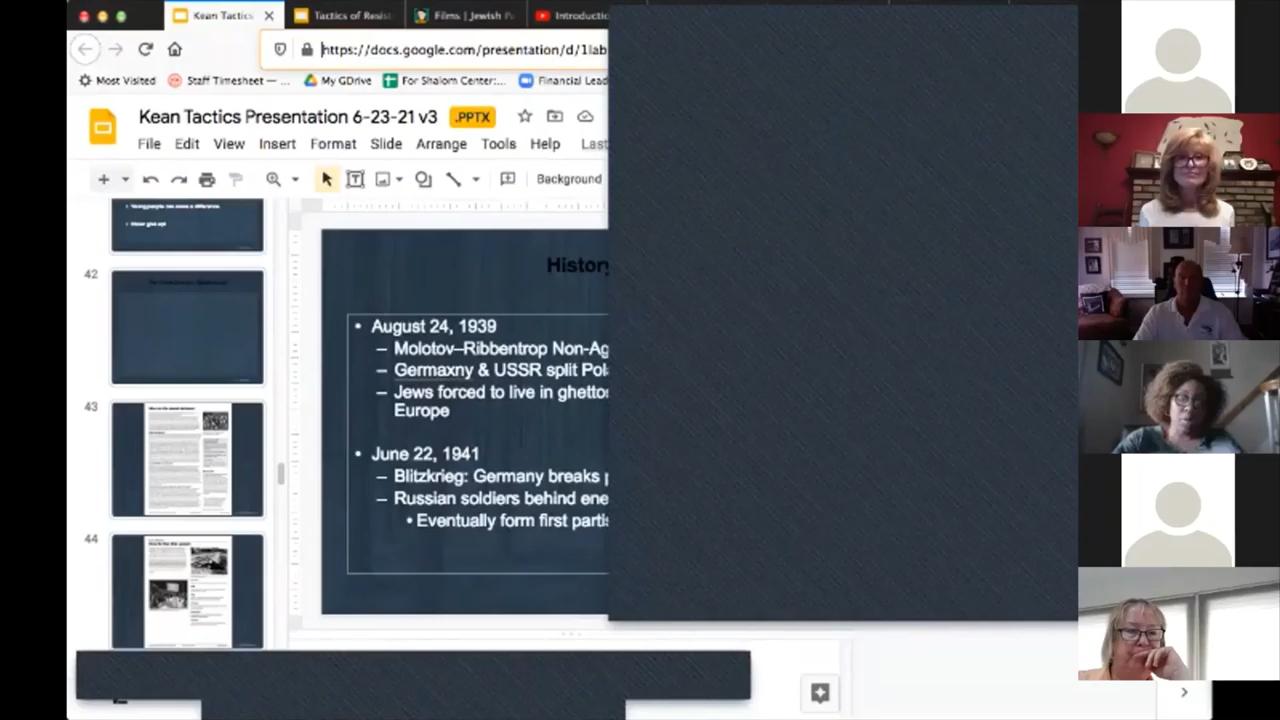 Kean Tactics
Tactics of Resis
Films | Jewish Pa
Introductio
https://docs.google.com/presentation/d/1lab
Most Visited
Staff Timesheet — ...
My GDrive
For Shalom Center:...
Financial Lead
Kean Tactics Presentation 6-23-21 v3 .PPTX
File Edit View Insert Format Slide Arrange Tools Help Last
Background
42
43
44
History
• August 24, 1939
– Molotov–Ribbentrop Non-Ag
– Germaxny & USSR split Pol
– Jews forced to live in ghettos
Europe
• June 22, 1941
– Blitzkrieg: Germany breaks p
– Russian soldiers behind ene
• Eventually form first partis